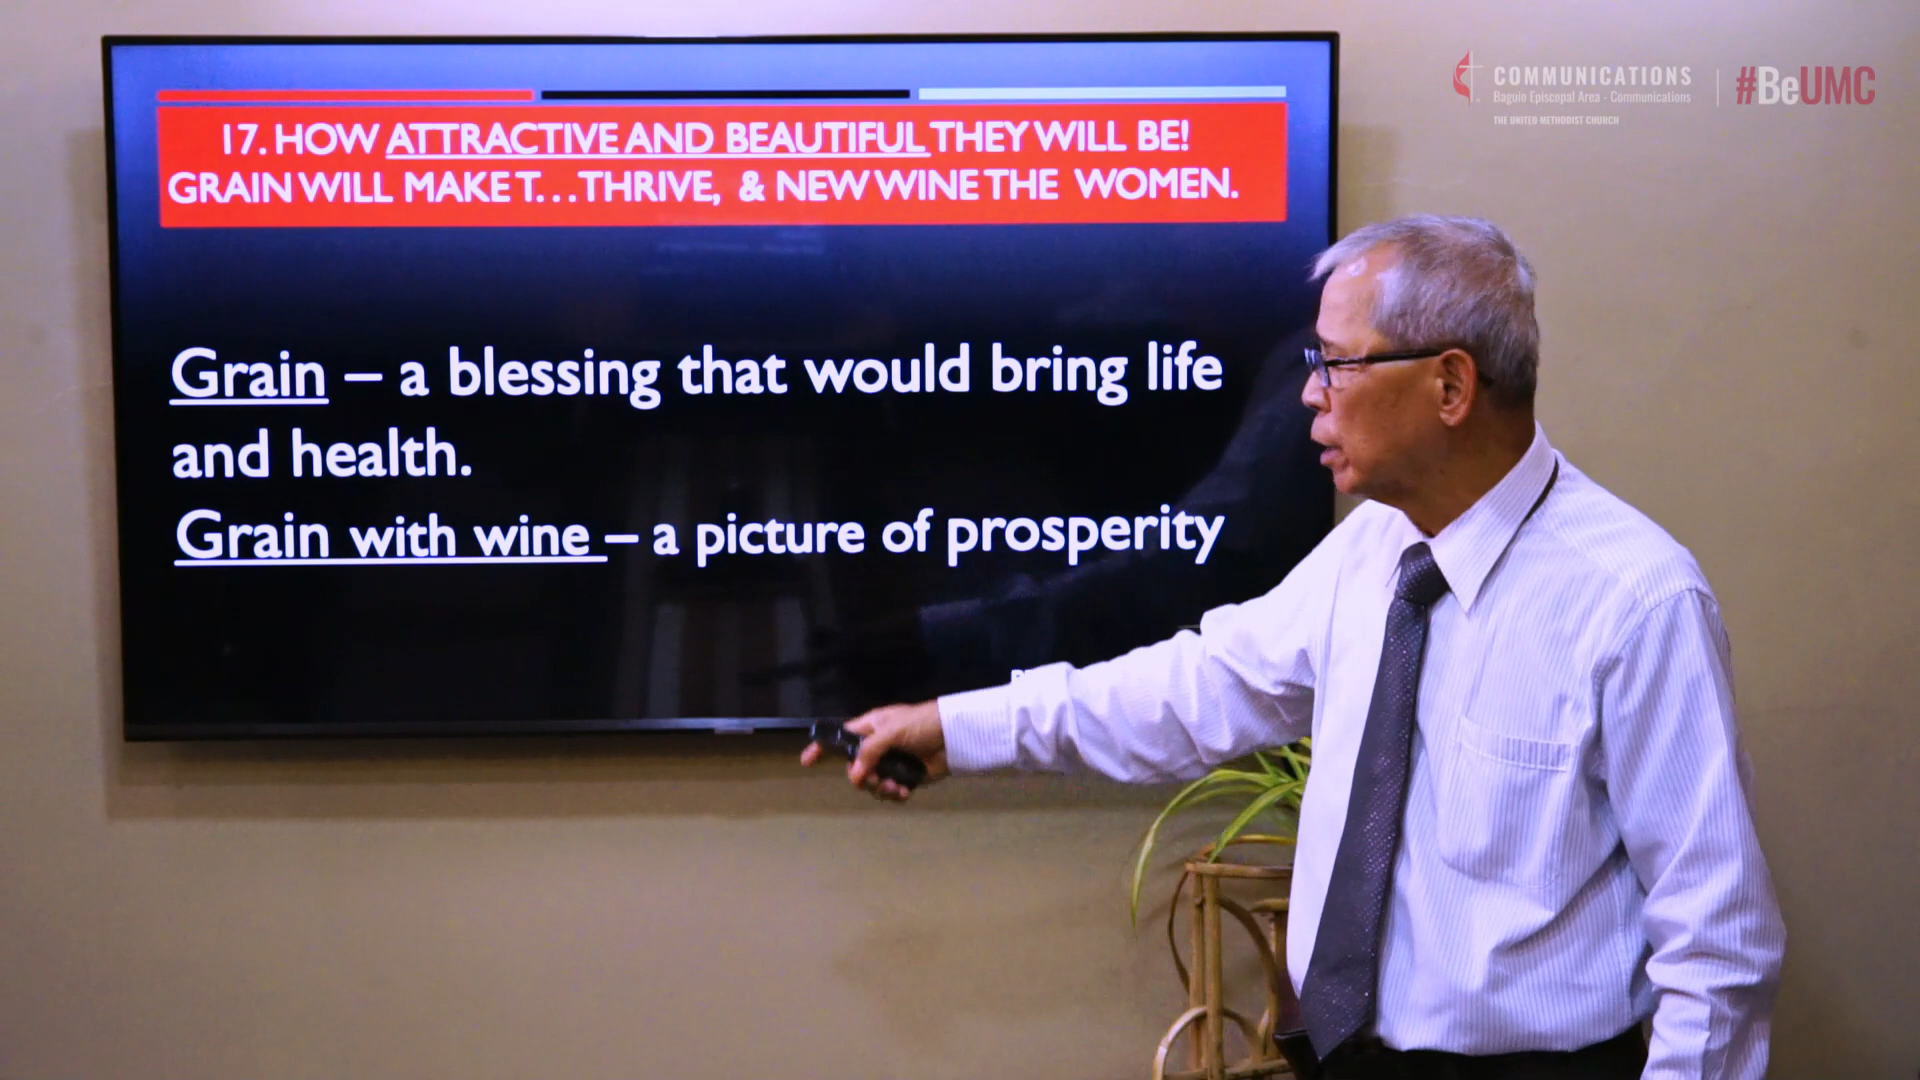 COMMUNICATIONS
Baguio Episcopal Area - Communications
THE UNITED METHODIST CHURCH
#BeUMC
17. HOW ATTRACTIVE AND BEAUTIFUL THEY WILL BE!
GRAIN WILL MAKE T...THRIVE, & NEW WINE THE WOMEN.
Grain – a blessing that would bring life
and health.
Grain with wine – a picture of prosperity